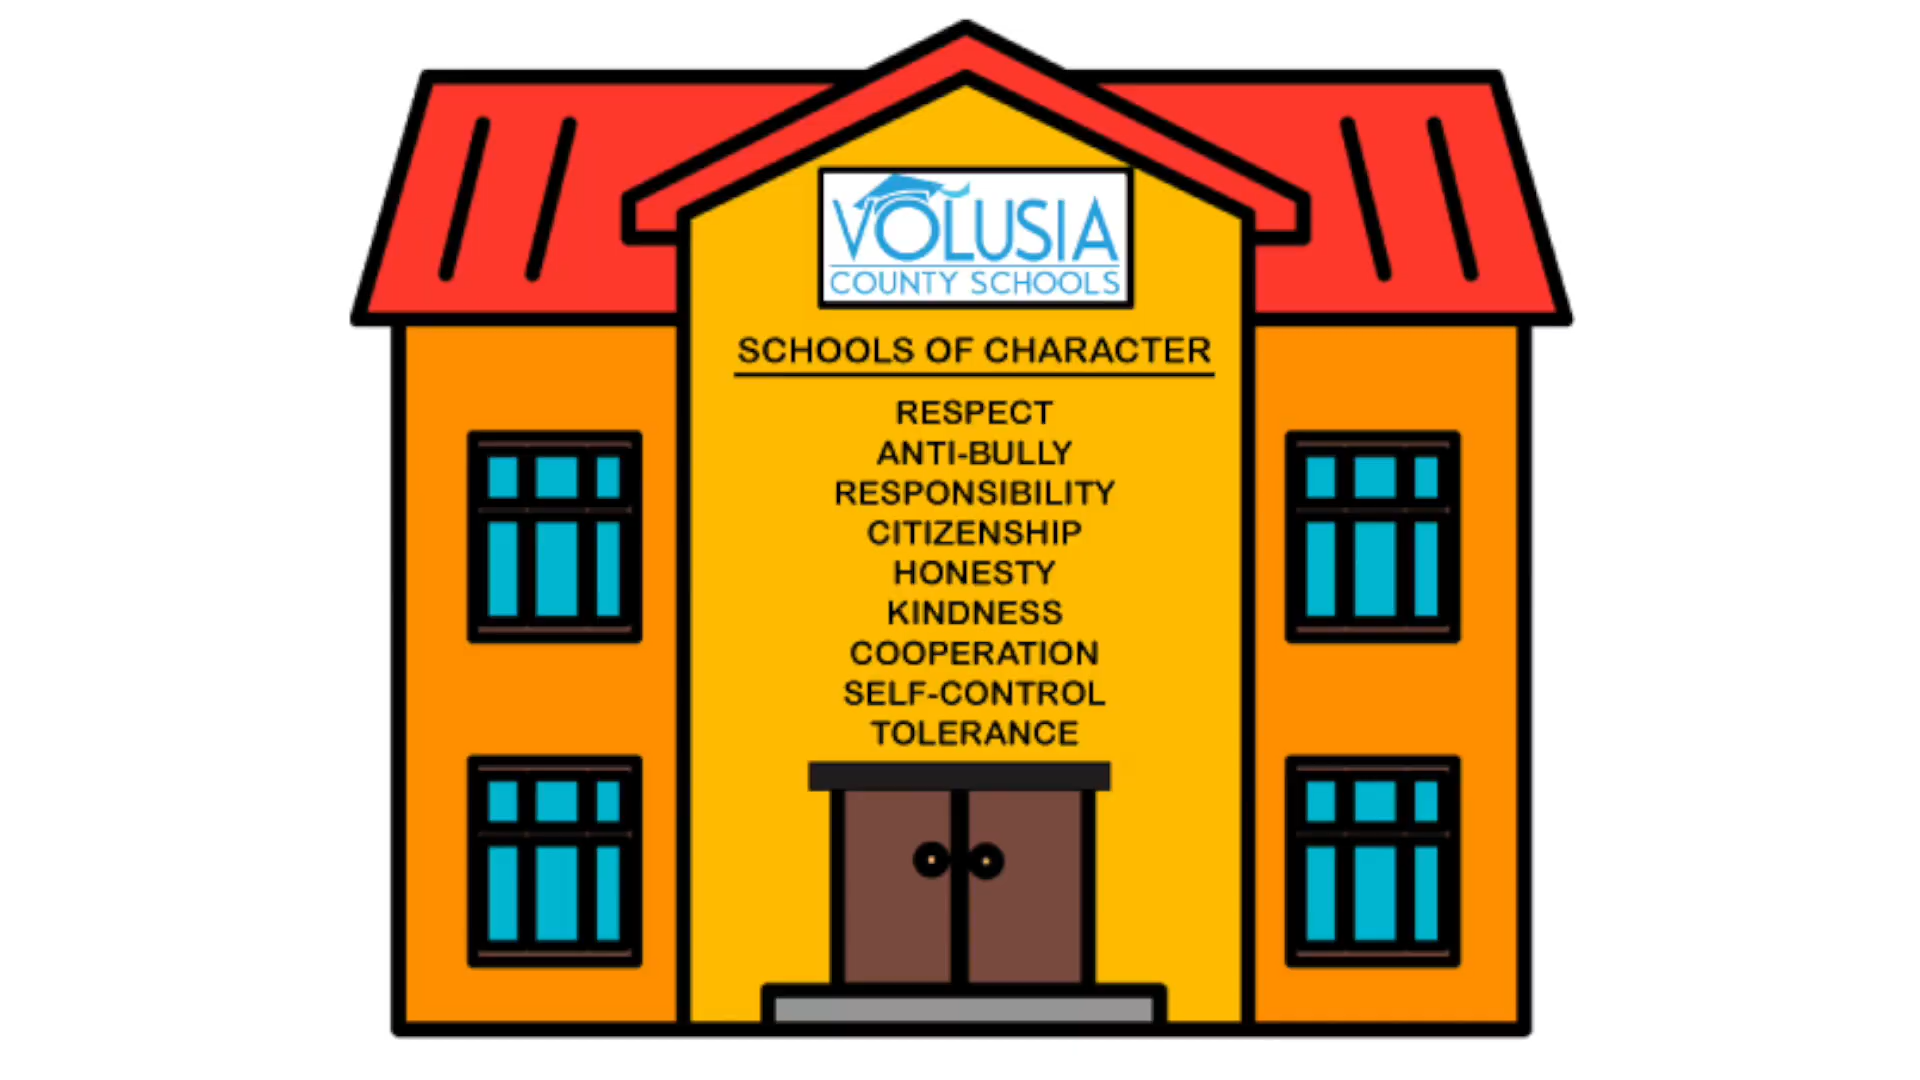 VOLUSIA
COUNTY SCHOOLS
SCHOOLS OF CHARACTER
RESPECT
ANTI-BULLY
RESPONSIBILITY
CITIZENSHIP
HONESTY
KINDNESS
COOPERATION
SELF-CONTROL
TOLERANCE